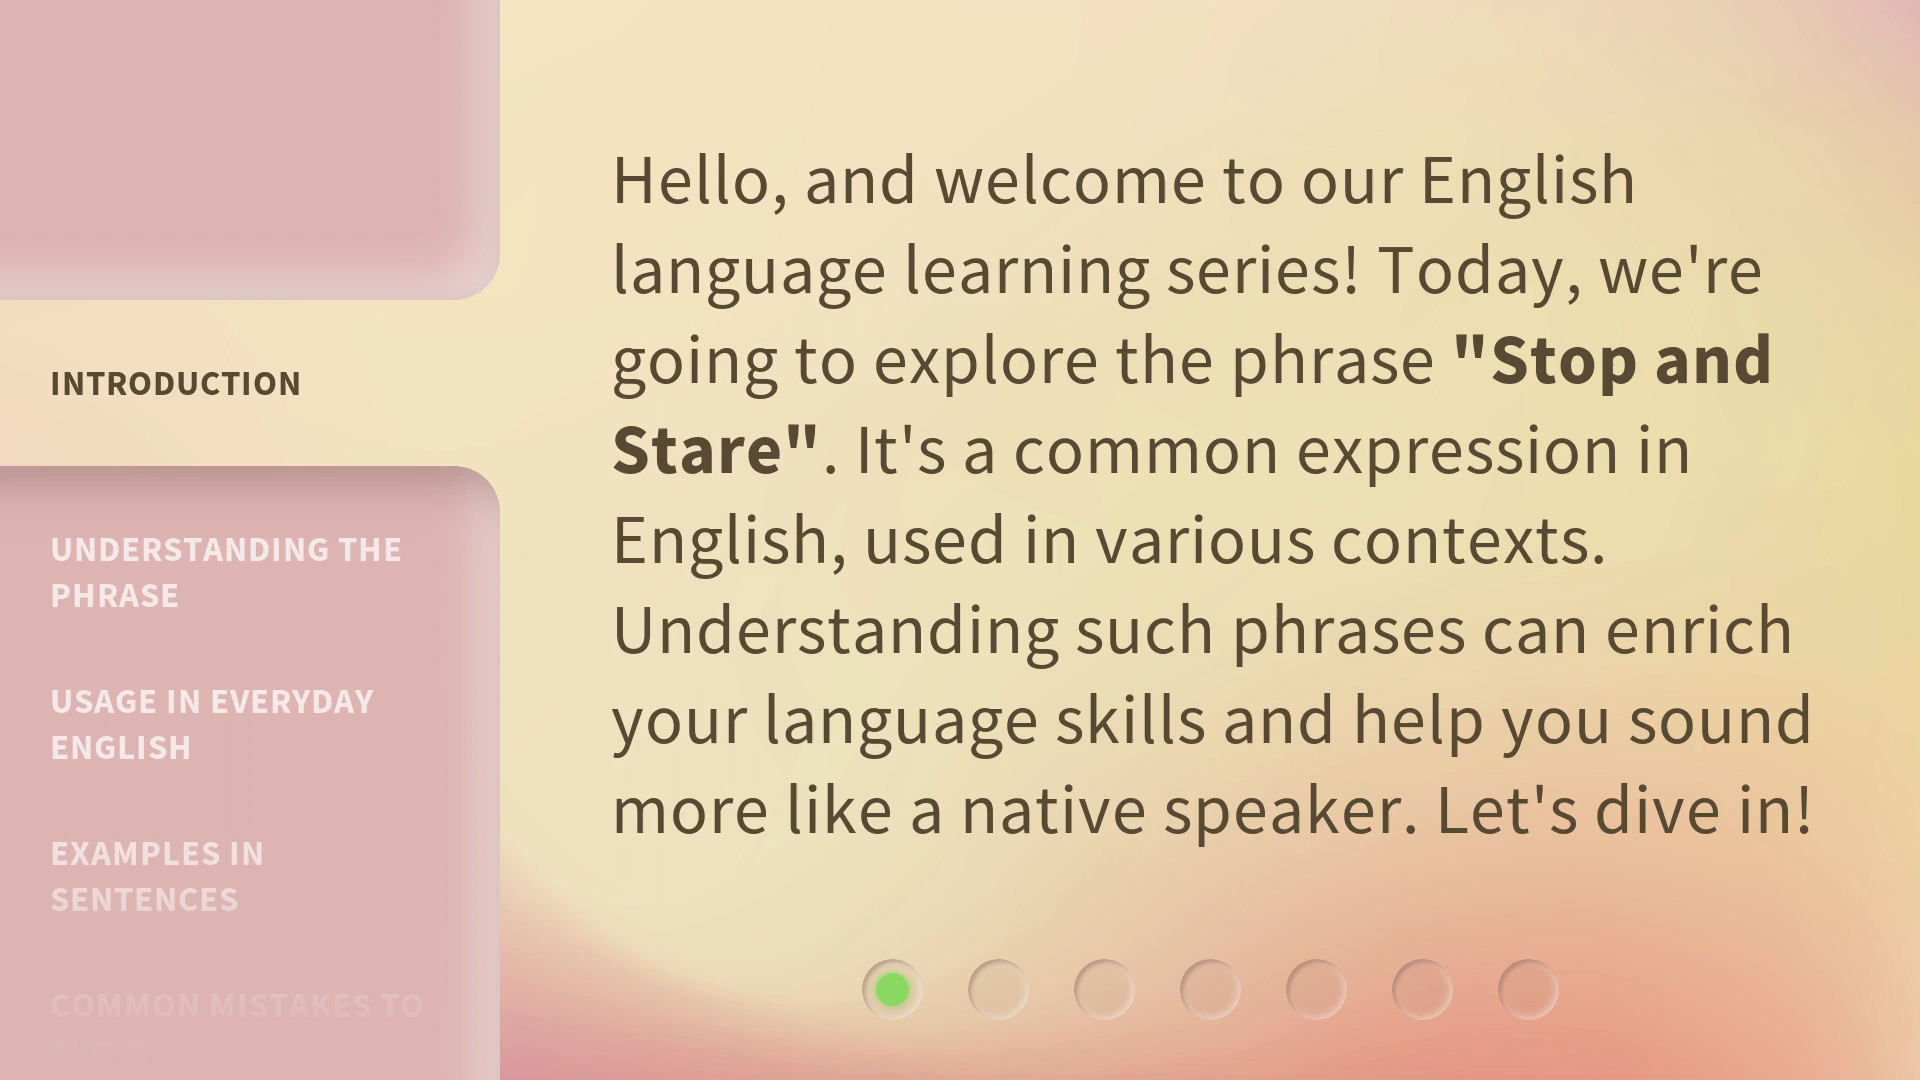 INTRODUCTION
UNDERSTANDING THE
PHRASE
USAGE IN EVERYDAY
ENGLISH
EXAMPLES IN
SENTENCES
COMMON MISTAKES TO
AVOID
Hello, and welcome to our English
language learning series! Today, we're
going to explore the phrase "Stop and
Stare". It's a common expression in
English, used in various contexts.
Understanding such phrases can enrich
your language skills and help you sound
more like a native speaker. Let's dive in!